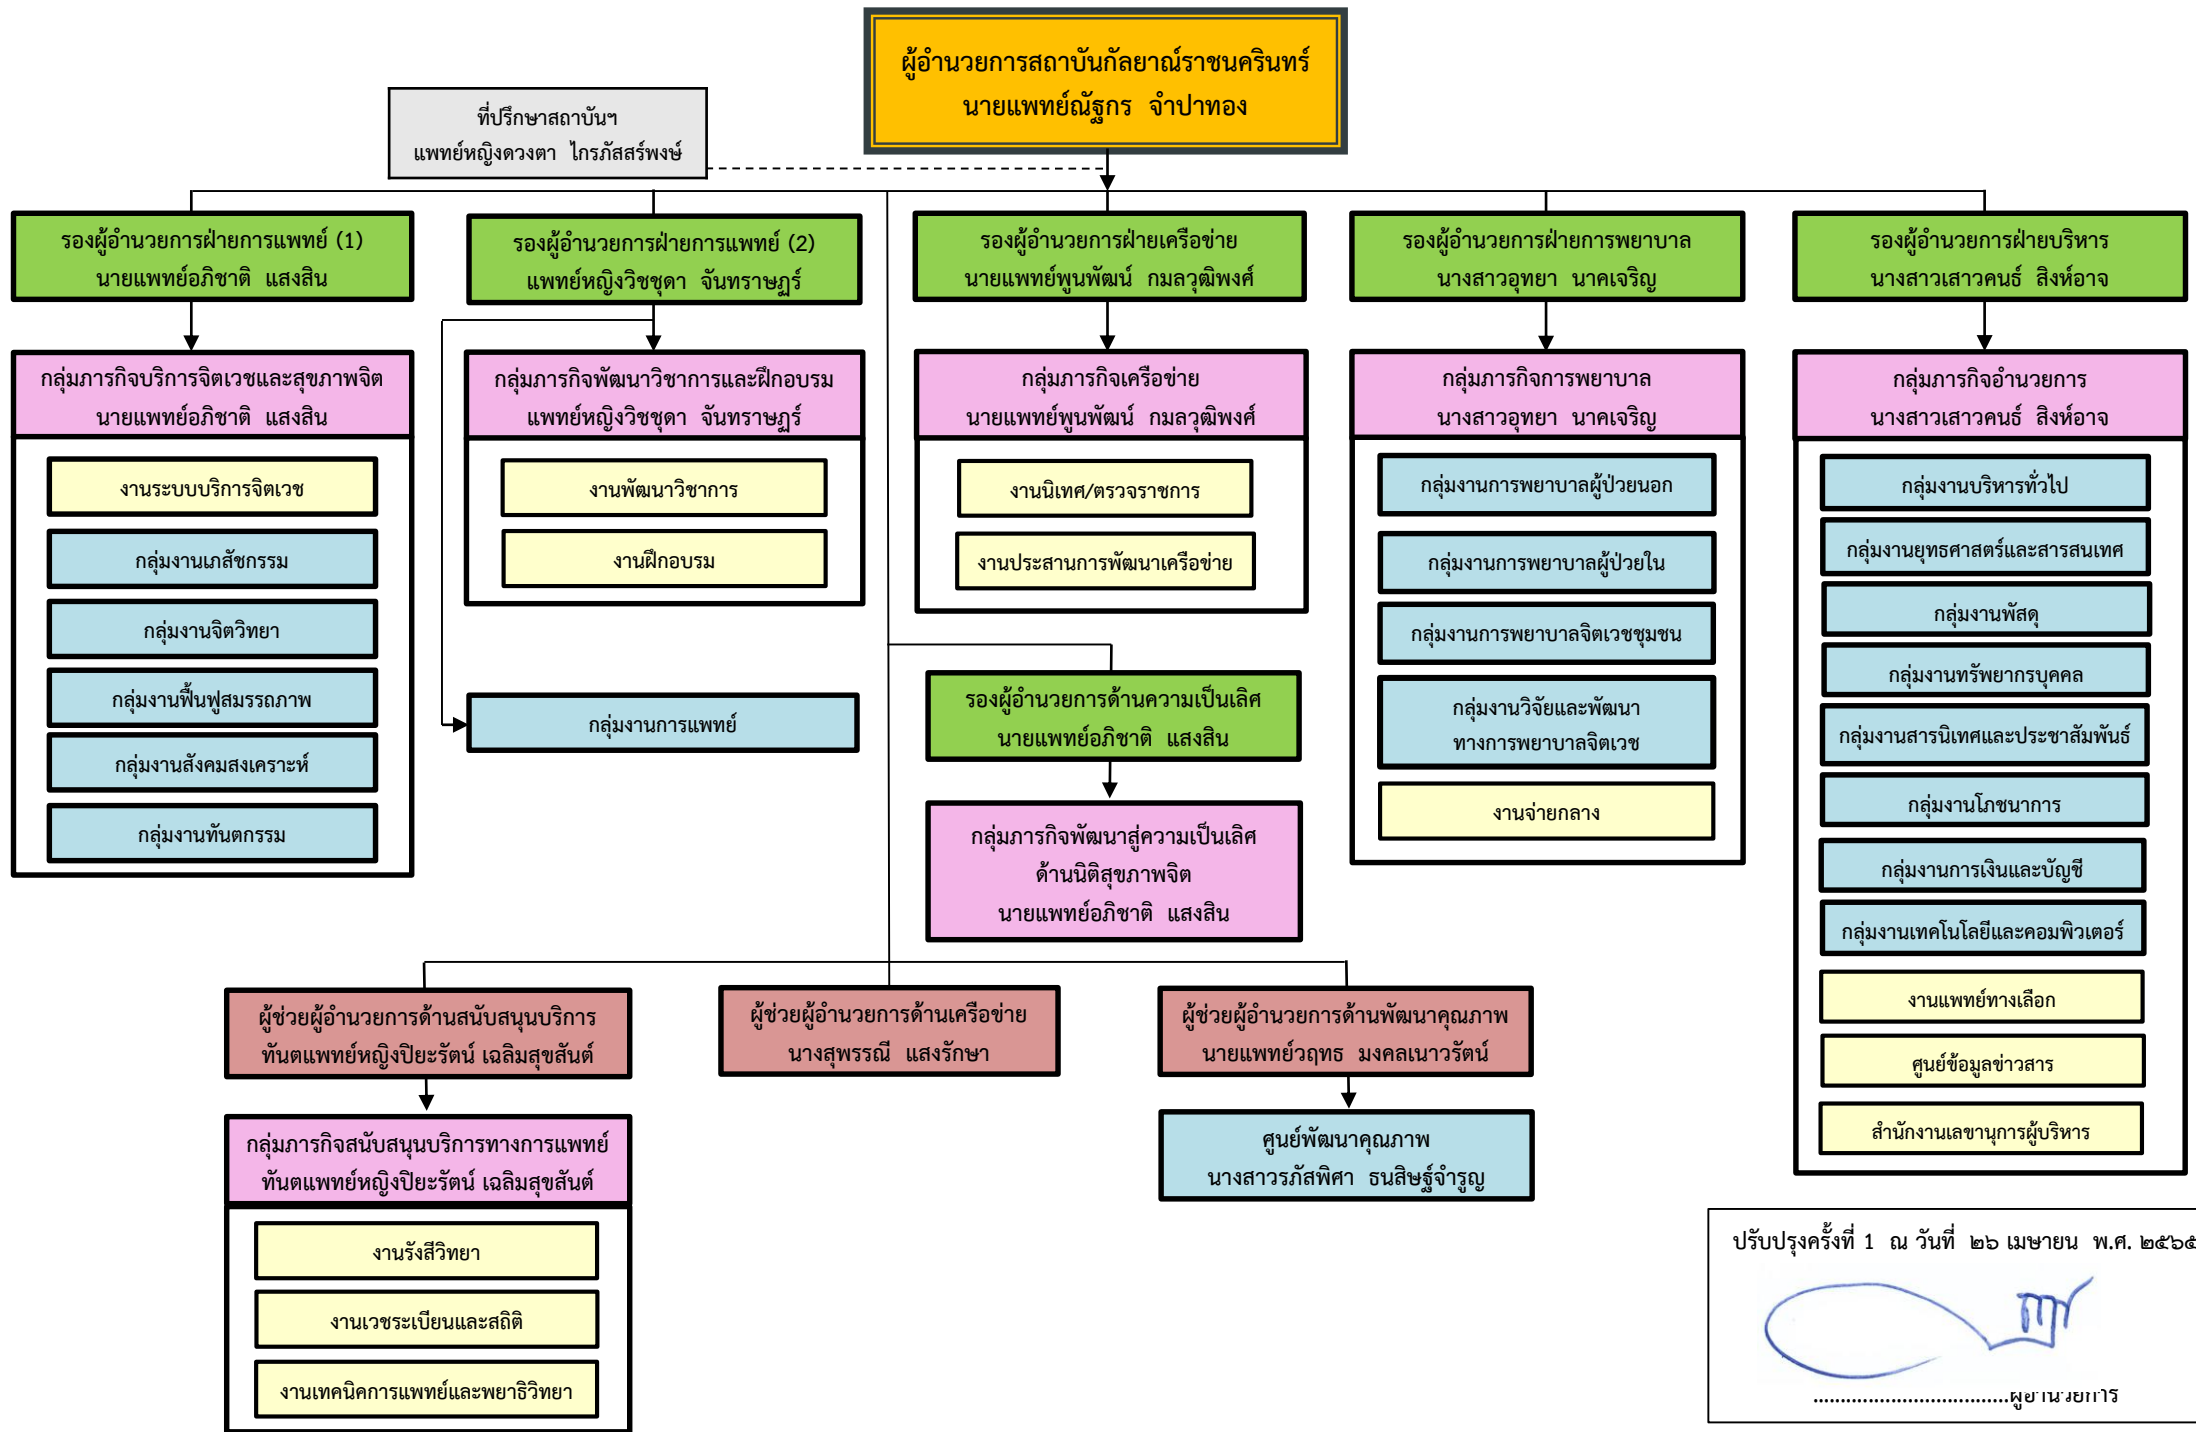 ผู้อำนวยการสถาบันกัลยาณ์ราชนครินทร์
นายแพทย์ณัฐกร  จำปาทอง
ที่ปรึกษาสถาบันฯ
แพทย์หญิงดวงตา  ไกรภัสสร์พงษ์
รองผู้อำนวยการฝ่ายการแพทย์ (1)
นายแพทย์อภิชาติ  แสงสิน
รองผู้อำนวยการฝ่ายการแพทย์ (2)
แพทย์หญิงวิชชุดา  จันทราษฎร์
รองผู้อำนวยการฝ่ายเครือข่าย
นายแพทย์พูนพัฒน์  กมลวุฒิพงศ์
รองผู้อำนวยการฝ่ายการพยาบาล
นางสาวอุทยา  นาคเจริญ
รองผู้อำนวยการฝ่ายบริหาร
นางสาวเสาวคนธ์  สิงห์อาจ
กลุ่มภารกิจบริการจิตเวชและสุขภาพจิต
นายแพทย์อภิชาติ  แสงสิน
งานระบบบริการจิตเวช
กลุ่มงานเภสัชกรรม
กลุ่มงานจิตวิทยา
กลุ่มงานฟื้นฟูสมรรถภาพ
กลุ่มงานสังคมสงเคราะห์
กลุ่มงานทันตกรรม
กลุ่มภารกิจพัฒนาวิชาการและฝึกอบรม
แพทย์หญิงวิชชุดา  จันทราษฎร์
งานพัฒนาวิชาการ
งานฝึกอบรม
กลุ่มงานการแพทย์
กลุ่มภารกิจเครือข่าย
นายแพทย์พูนพัฒน์  กมลวุฒิพงศ์
งานนิเทศ/ตรวจราชการ
งานประสานการพัฒนาเครือข่าย
รองผู้อำนวยการด้านความเป็นเลิศ
นายแพทย์อภิชาติ  แสงสิน
กลุ่มภารกิจพัฒนาสู่ความเป็นเลิศ
ด้านนิติสุขภาพจิต
นายแพทย์อภิชาติ  แสงสิน
กลุ่มภารกิจการพยาบาล
นางสาวอุทยา  นาคเจริญ
กลุ่มงานการพยาบาลผู้ป่วยนอก
กลุ่มงานการพยาบาลผู้ป่วยใน
กลุ่มงานการพยาบาลจิตเวชชุมชน
กลุ่มงานวิจัยและพัฒนา
ทางการพยาบาลจิตเวช
งานจ่ายกลาง
กลุ่มภารกิจอำนวยการ
นางสาวเสาวคนธ์  สิงห์อาจ
กลุ่มงานบริหารทั่วไป
กลุ่มงานยุทธศาสตร์และสารสนเทศ
กลุ่มงานพัสดุ
กลุ่มงานทรัพยากรบุคคล
กลุ่มงานสารนิเทศและประชาสัมพันธ์
กลุ่มงานโภชนาการ
กลุ่มงานการเงินและบัญชี
กลุ่มงานเทคโนโลยีและคอมพิวเตอร์
งานแพทย์ทางเลือก
ศูนย์ข้อมูลข่าวสาร
สำนักงานเลขานุการผู้บริหาร
ผู้ช่วยผู้อำนวยการด้านสนับสนุนบริการ
ทันตแพทย์หญิงปิยะรัตน์ เฉลิมสุขสันต์
ผู้ช่วยผู้อำนวยการด้านเครือข่าย
นางสุพรรณี  แสงรักษา
ผู้ช่วยผู้อำนวยการด้านพัฒนาคุณภาพ
นายแพทย์วฤทธ  มงคลเนาวรัตน์
กลุ่มภารกิจสนับสนุนบริการทางการแพทย์
ทันตแพทย์หญิงปิยะรัตน์ เฉลิมสุขสันต์
งานรังสีวิทยา
งานเวชระเบียนและสถิติ
งานเทคนิคการแพทย์และพยาธิวิทยา
ศูนย์พัฒนาคุณภาพ
นางสาวรภัสพิศา  ธนสิษฐ์จำรูญ
ปรับปรุงครั้งที่ 1  ณ วันที่  ๒๖ เมษายน  พ.ศ. ๒๕๖๕
....................................ผู้อำนวยการ